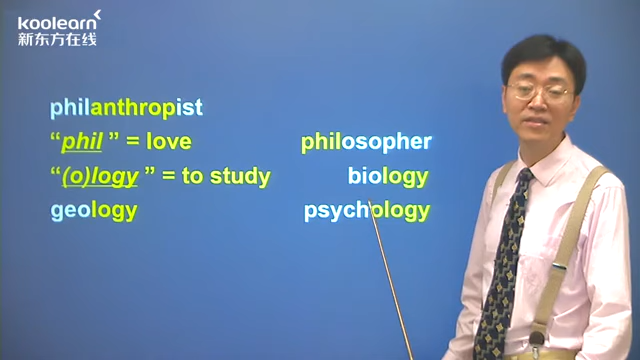 koolearn
新东方在线
philanthropist
“phil ” = love philosopher
“(o)logy ” = to study biology
geology psychology